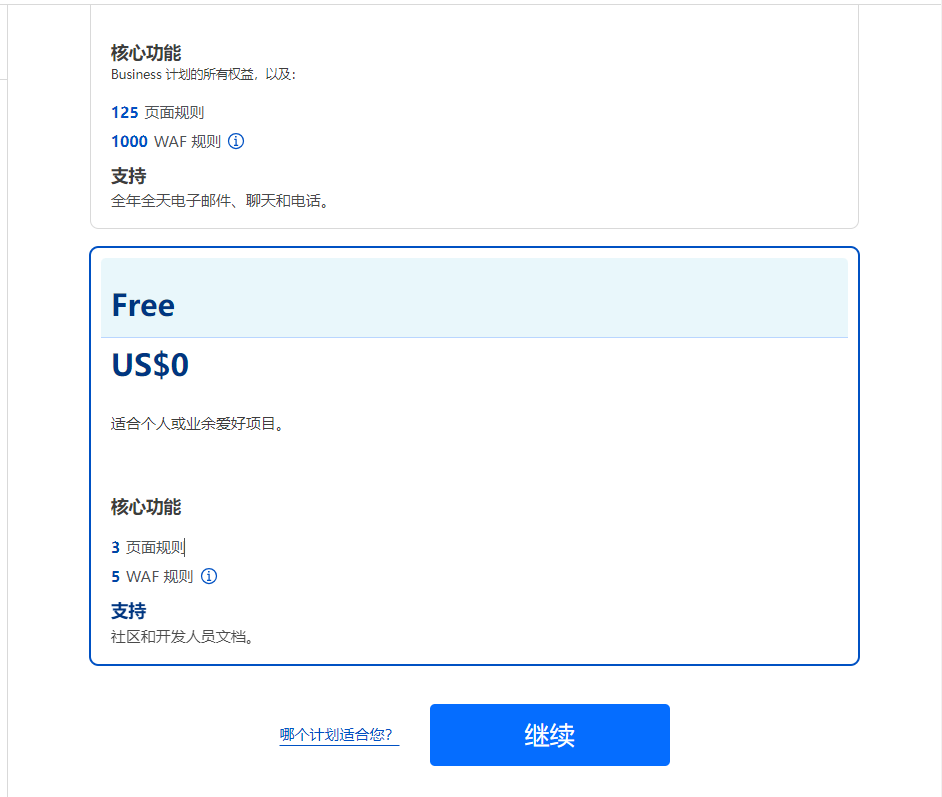 核心功能
Business 计划的所有权益，以及：
125 页面规则
1000 WAF 规则
支持
全年全天电子邮件、聊天和电话。
Free
US$0
适合个人或业余爱好项目。
核心功能
3 页面规则
5 WAF 规则
支持
社区和开发人员文档。
哪个计划适合您？
继续